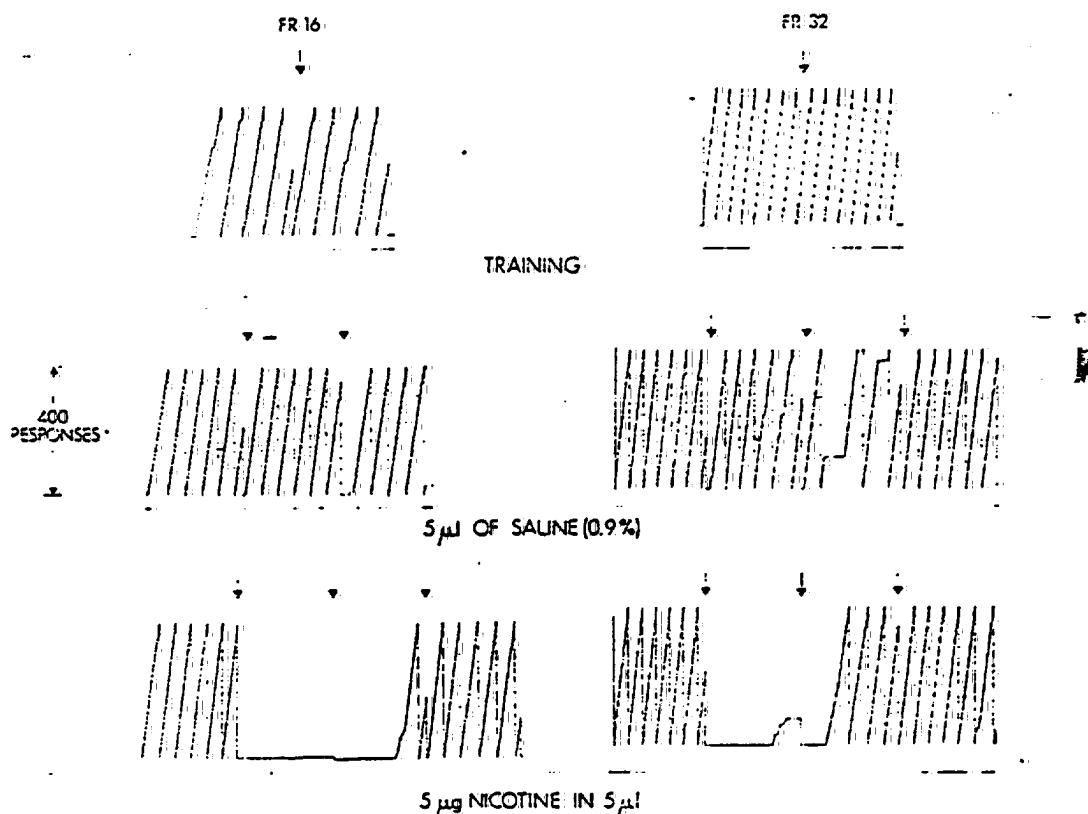 FR 16
FR 32
TRAINING
400
RESPONSES
5 μl OF SALINE (0.9%)
5 μg NICOTINE IN 5 μl